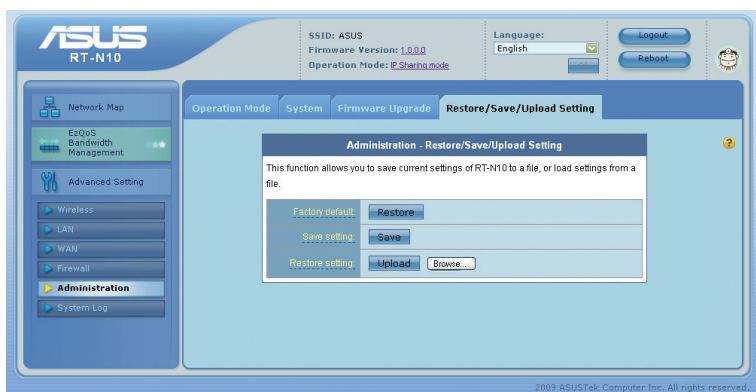 ASUS
RT-N10
SSID: ASUS
Firmware Version: 1.0.0.0
Operation Mode: IP Sharing mode
Language:
English
Logout
Reboot
Network Map
EzQoS
Bandwidth
Management
Advanced Setting
Wireless
LAN
WAN
Firewall
Administration
System Log
Operation Mode System Firmware Upgrade Restore/Save/Upload Setting
Administration - Restore/Save/Upload Setting
This function allows you to save current settings of RT-N10 to a file, or load settings from a
file.
Factory default: Restore
Save setting: Save
Restore setting: Upload Browse...
2009 ASUSTek Computer Inc. All rights reserved.